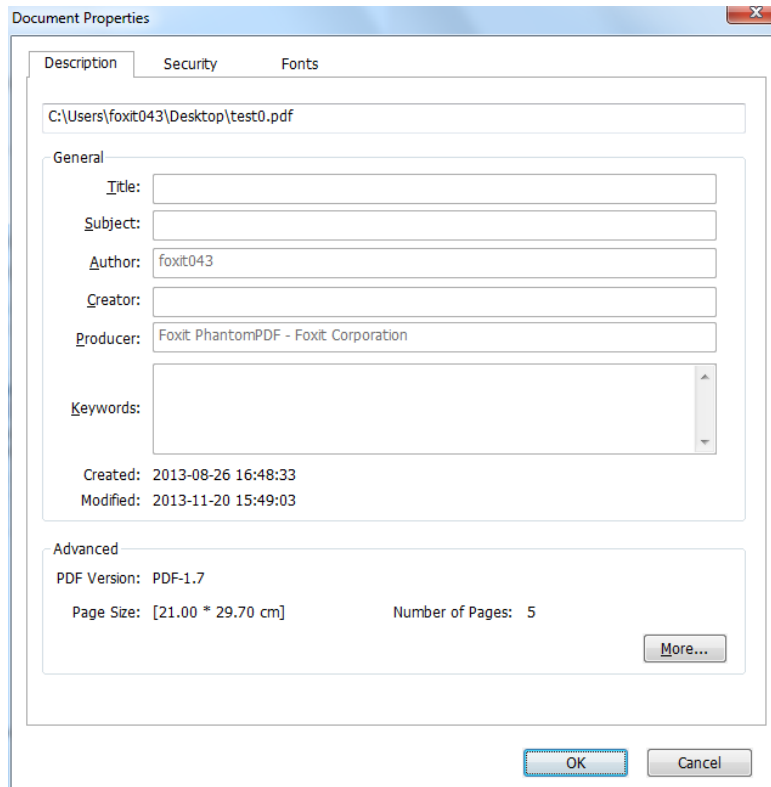 Document Properties
Description Security Fonts
C:\Users\foxit043\Desktop\test0.pdf
General
Title:
Subject:
Author: foxit043
Creator:
Producer: Foxit PhantomPDF - Foxit Corporation
Keywords:
Created: 2013-08-26 16:48:33
Modified: 2013-11-20 15:49:03
Advanced
PDF Version: PDF-1.7
Page Size: [21.00 * 29.70 cm] Number of Pages: 5
More...
OK Cancel